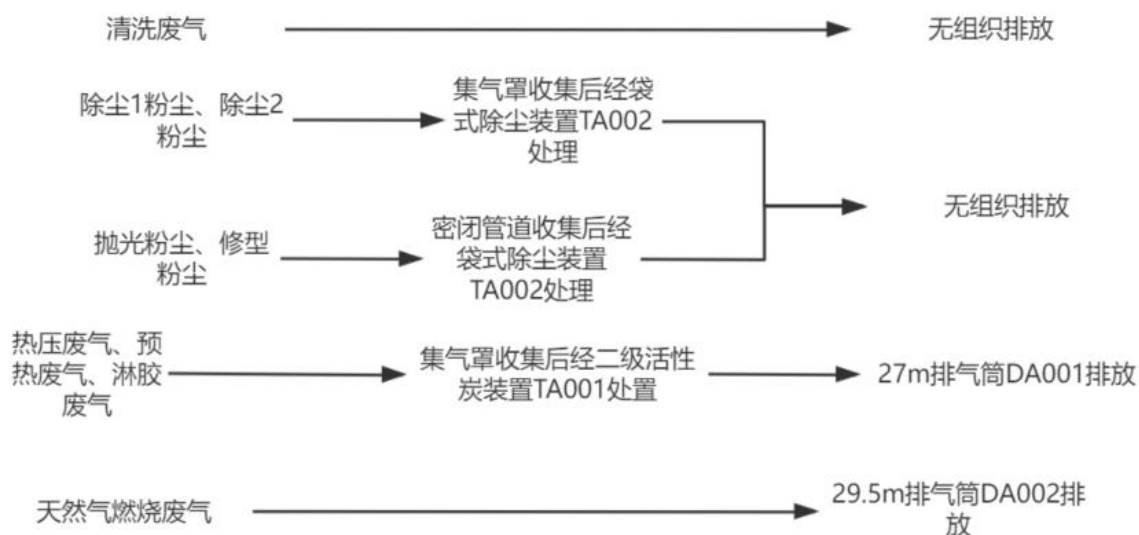 清洗废气
无组织排放
除尘1粉尘、除尘2
粉尘
集气罩收集后经袋
式除尘装置TA002
处理
抛光粉尘、修型
粉尘
密闭管道收集后经
袋式除尘装置
TA002处理
无组织排放
热压废气、预
热废气、淋胶
废气
集气罩收集后经二级活性
炭装置TA001处置
27m排气筒DA001排放
天然气燃烧废气
29.5m排气筒DA002排
放